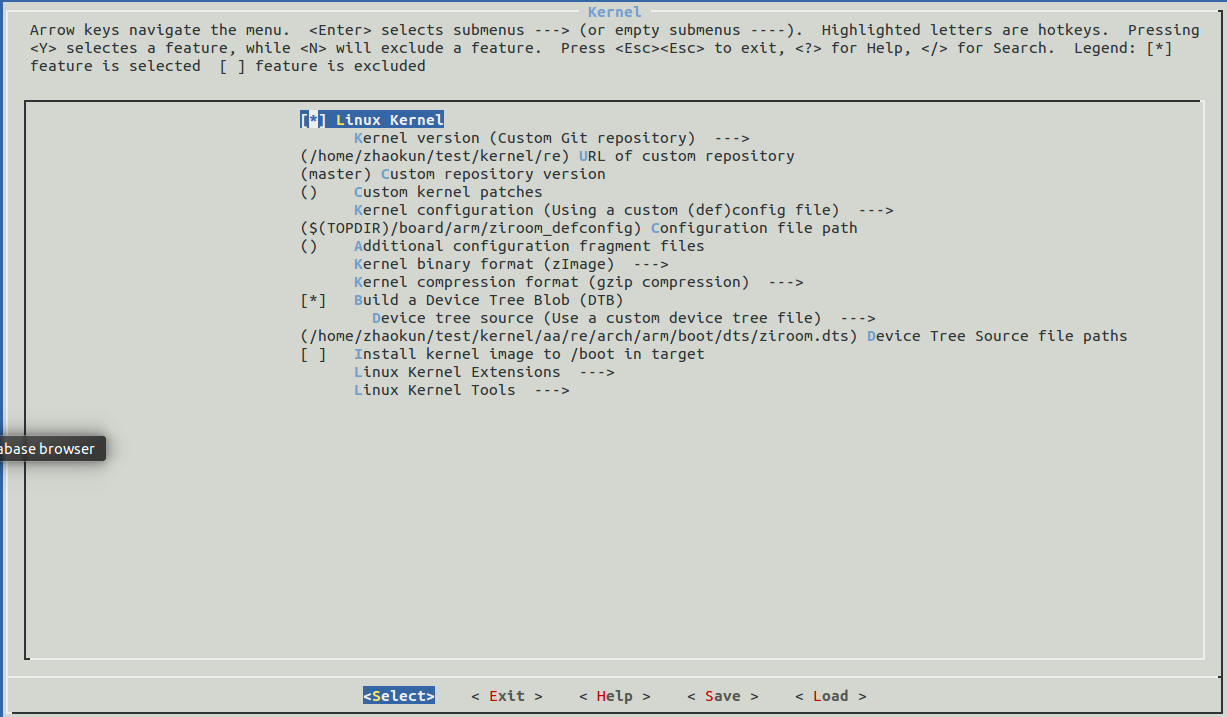 Kernel
Arrow keys navigate the menu.  <Enter> selects submenus ---> (or empty submenus ----).  Highlighted letters are hotkeys.  Pressing
<Y> selectes a feature, while <N> will exclude a feature.  Press <Esc><Esc> to exit, <?> for Help, </> for Search.  Legend: [*]
feature is selected  [ ] feature is excluded
[*] Linux Kernel
Kernel version (Custom Git repository)  --->
(/home/zhaokun/test/kernel/re) URL of custom repository
(master) Custom repository version
()    Custom kernel patches
Kernel configuration (Using a custom (def)config file)  --->
($(TOPDIR)/board/arm/ziroom_defconfig) Configuration file path
()    Additional configuration fragment files
Kernel binary format (zImage)  --->
Kernel compression format (gzip compression)  --->
[*]   Build a Device Tree Blob (DTB)
Device tree source (Use a custom device tree file)  --->
(/home/zhaokun/test/kernel/aa/re/arch/arm/boot/dts/ziroom.dts) Device Tree Source file paths
[ ]   Install kernel image to /boot in target
Linux Kernel Extensions  --->
Linux Kernel Tools  --->
abase browser
<Select>    < Exit >    < Help >    < Save >    < Load >